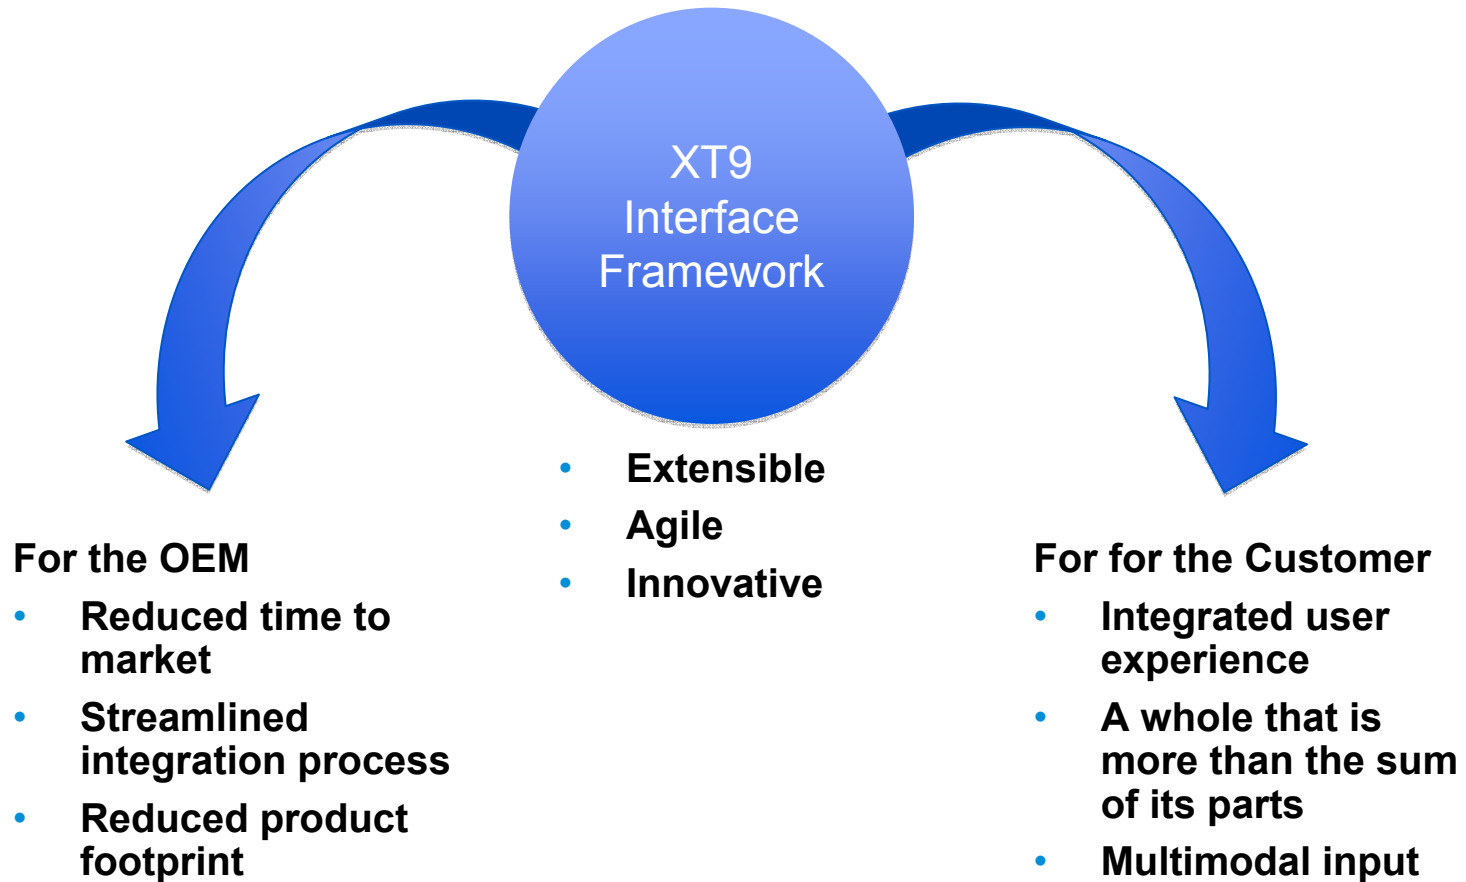 XT9
Interface
Framework
• Extensible
• Agile
• Innovative
For the OEM
• Reduced time to
market
• Streamlined
integration process
• Reduced product
footprint
For for the Customer
• Integrated user
experience
• A whole that is
more than the sum
of its parts
• Multimodal input